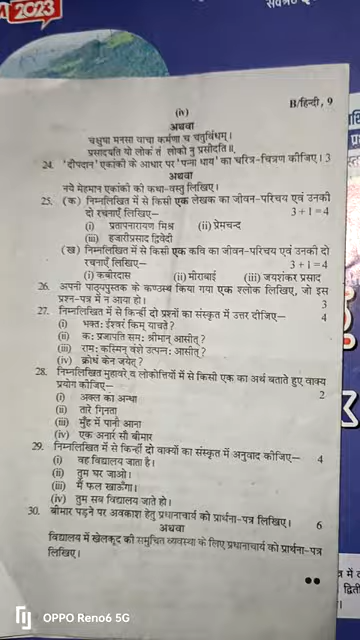 2023
B/हिन्दी, 9
(iv)
अथवा
चक्षुषा मनसा वाचा कर्मणा च चतुर्विधम्।
प्रसादयति यो लोकं तं लोको नु प्रसीदति॥
24. 'दीपदान' एकांकी के आधार पर 'पन्ना धाय' का चरित्र-चित्रण कीजिए। 3
अथवा
नये मेहमान एकांकी की कथा-वस्तु लिखिए।
25. (क) निम्नलिखित में से किसी एक लेखक का जीवन-परिचय एवं उनकी
दो रचनाएँ लिखिए— 3 + 1 = 4
(i) प्रतापनारायण मिश्र (ii) प्रेमचन्द
(iii) हजारीप्रसाद द्विवेदी
(ख) निम्नलिखित में से किसी एक कवि का जीवन-परिचय एवं उनकी दो
रचनाएँ लिखिए— 3 + 1 = 4
(i) कबीरदास (ii) मीराबाई (iii) जयशंकर प्रसाद
26. अपनी पाठ्यपुस्तक के कण्ठस्थ किया गया एक श्लोक लिखिए, जो इस
प्रश्न-पत्र में न आया हो। 3
27. निम्नलिखित में से किन्हीं दो प्रश्नों का संस्कृत में उत्तर दीजिए— 4
(i) भक्तः ईश्वरं किम् याचते?
(ii) कः प्रजापति समः श्रीमान् आसीत्?
(iii) रामः कस्मिन् वंशे उत्पन्नः आसीत्?
(iv) क्रोधं केन जयेत्?
28. निम्नलिखित मुहावरे व लोकोत्तियों में से किसी एक का अर्थ बताते हुए वाक्य
प्रयोग कीजिए— 2
(i) अक्ल का अन्धा
(ii) तारे गिनता
(iii) मुँह में पानी आना
(iv) एक अनार सौ बीमार
29. निम्नलिखित में से किन्हीं दो वाक्यों का संस्कृत में अनुवाद कीजिए— 4
(i) वह विद्यालय जाता है।
(ii) तुम घर जाओ।
(iii) मैं फल खाऊँगा।
(iv) तुम सब विद्यालय जाते हो।
30. बीमार पड़ने पर अवकाश हेतु प्रधानाचार्य को प्रार्थना-पत्र लिखिए। 6
अथवा
विद्यालय में खेलकूद की समुचित व्यवस्था के लिए प्रधानाचार्य को प्रार्थना-पत्र
लिखिए।
OPPO Reno6 5G